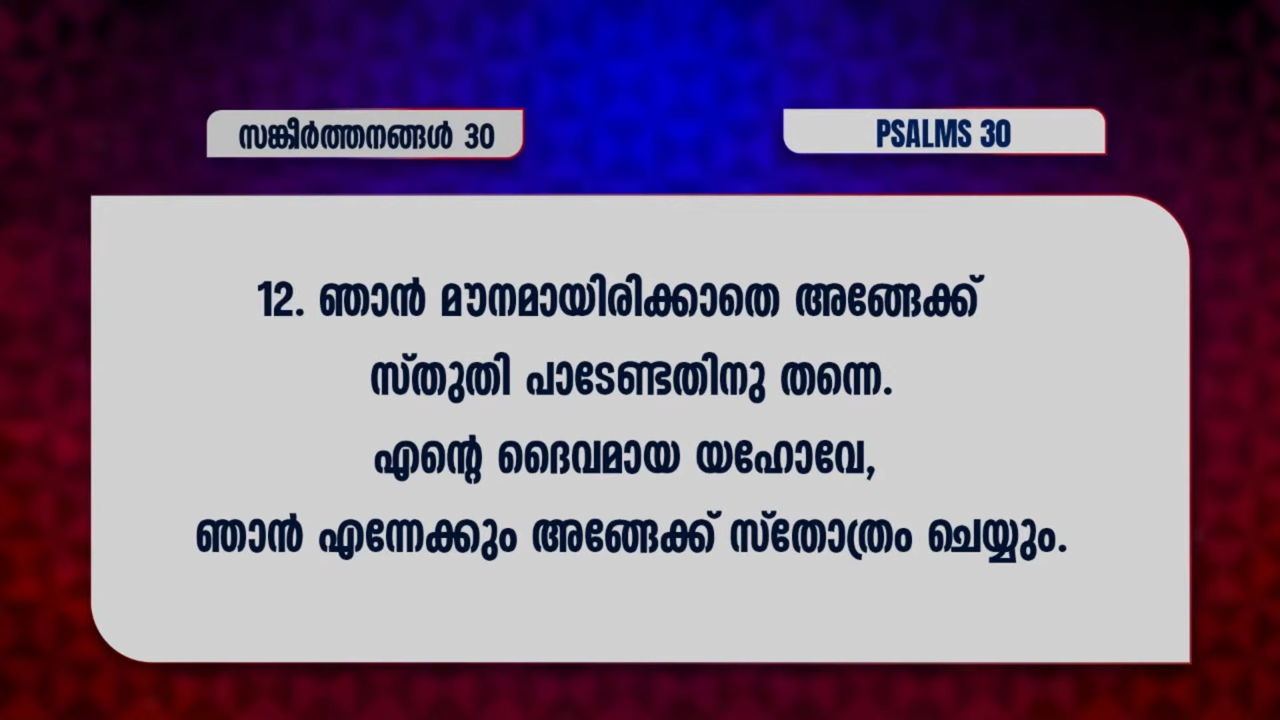 സങ്കീർത്തനങ്ങൾ 30
PSALMS 30
12. ഞാൻ മൗനമായിരിക്കാതെ അങ്ങേക്ക്
സ്തുതി പാടേണ്ടതിനു തന്നെ.
എന്റെ ദൈവമായ യഹോവേ,
ഞാൻ എന്നേക്കും അങ്ങേക്ക് സ്തോത്രം ചെയ്യും.